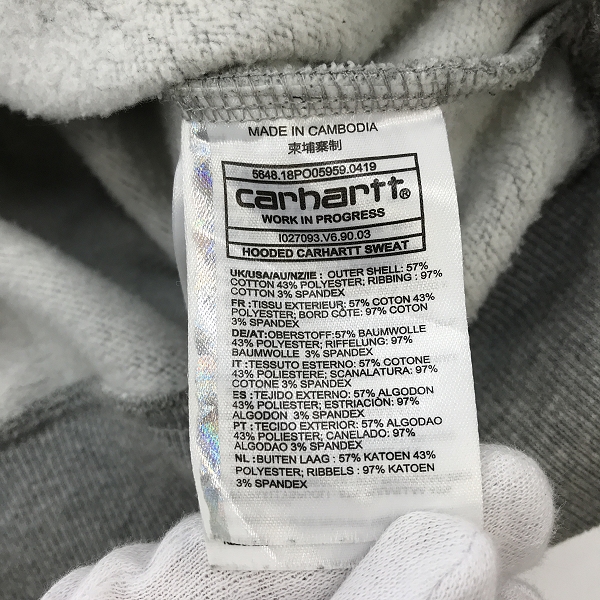 MADE IN CAMBODIA
柬埔寨制
5648.18PO05959.0419
carhartt®
WORK IN PROGRESS
I027093.V6.90.03
HOODED CARHARTT SWEAT
UK/USA/AU/NZ/IE : OUTER SHELL: 57%
COTTON 43% POLYESTER; RIBBING : 97%
COTTON 3% SPANDEX
FR :TISSU EXTERIEUR: 57% COTON 43%
POLYESTER; BORD CÔTE: 97% COTON
3% SPANDEX
DE/AT:OBERSTOFF:57% BAUMWOLLE
43% POLYESTER; RIFFELUNG: 97%
BAUMWOLLE 3% SPANDEX
IT :TESSUTO ESTERNO: 57% COTONE
43% POLIESTERE; SCANALATURA: 97%
COTONE 3% SPANDEX
ES :TEJIDO EXTERNO: 57% ALGODON
43% POLYESTER; ESTRIACIÓN: 97%
ALGODON 3% SPANDEX
PT :TECIDO EXTERIOR: 57% ALGODAO
43% POLIÉSTER; CANELADO: 97%
ALGODAO 3% SPANDEX
NL :BUITEN LAAG : 57% KATOEN 43%
POLYESTER; RIBBELS : 97% KATOEN
3% SPANDEX